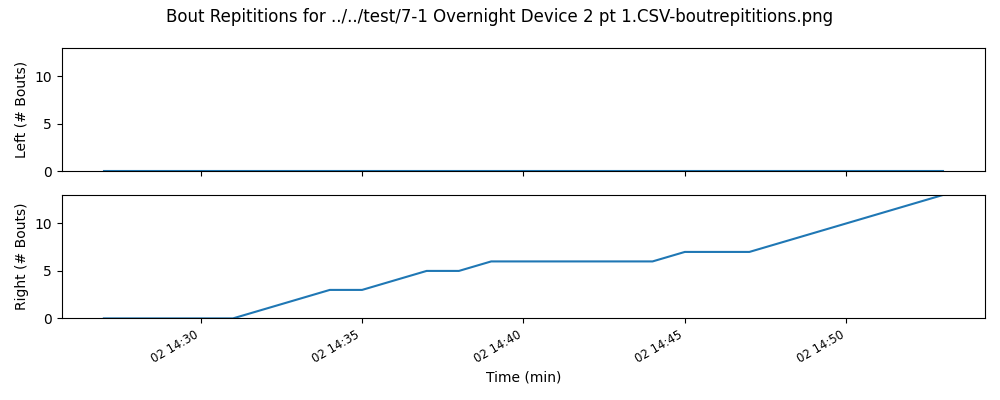 Bout Repititions for ../../test/7-1 Overnight Device 2 pt 1.CSV-boutrepititions.png
Left (# Bouts)
10
5
0
Right (# Bouts)
10
5
0
02 14:30
02 14:35
02 14:40
02 14:45
02 14:50
Time (min)